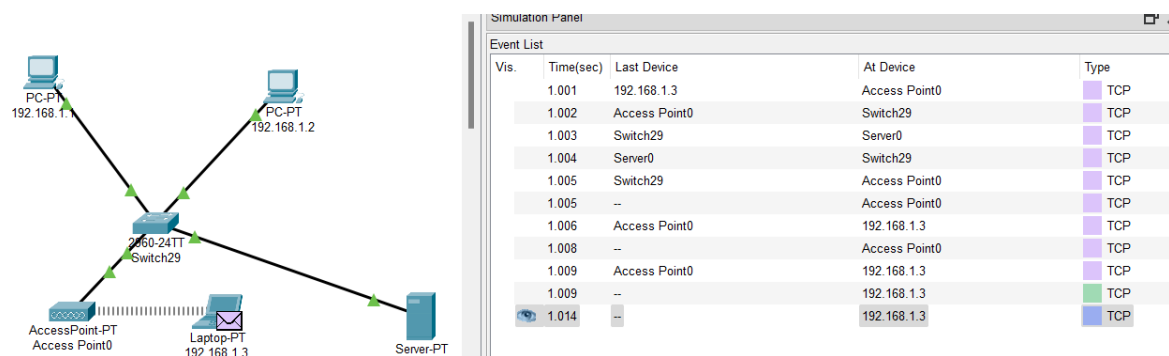 PC-PT
192.168.1.1
PC-PT
192.168.1.2
2960-24TT
Switch29
AccessPoint-PT
Access Point0
Laptop-PT
192.168.1.3
Server-PT
Simulation Panel
Event List
Vis. Time(sec) Last Device At Device Type
1.001 192.168.1.3 Access Point0 TCP
1.002 Access Point0 Switch29 TCP
1.003 Switch29 Server0 TCP
1.004 Server0 Switch29 TCP
1.005 Switch29 Access Point0 TCP
1.005 -- Access Point0 TCP
1.006 Access Point0 192.168.1.3 TCP
1.008 -- Access Point0 TCP
1.009 Access Point0 192.168.1.3 TCP
1.009 -- 192.168.1.3 TCP
1.014 -- 192.168.1.3 TCP